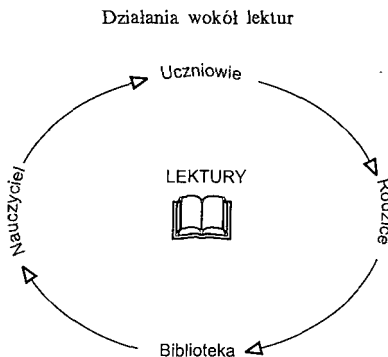 Działania wokół lektur
Uczniowie
Nauczyciel
LEKTURY
Rodzice
Biblioteka